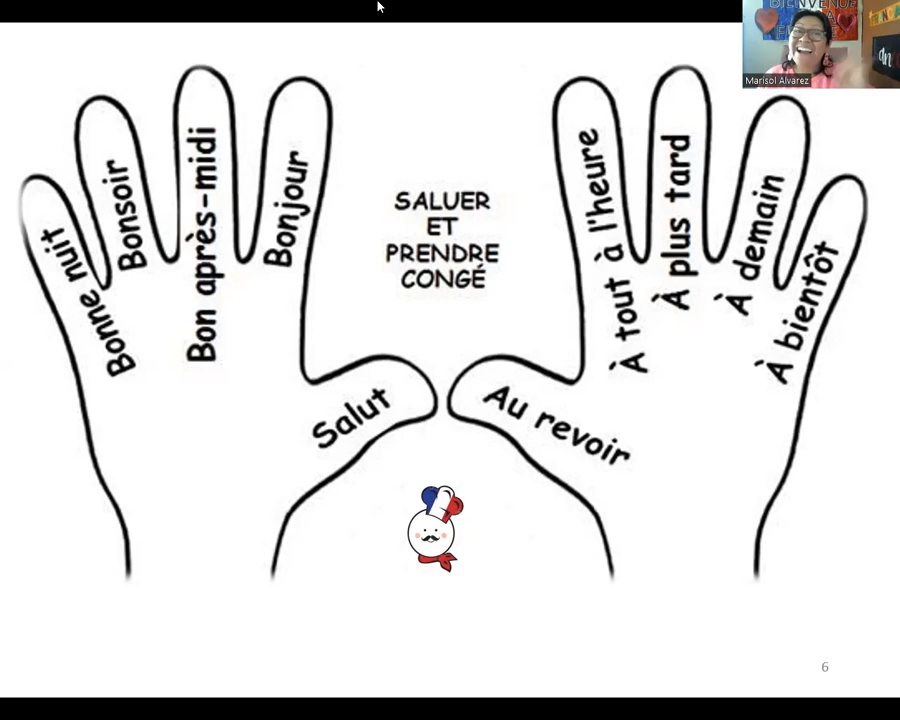 BIENVENUE
Marisol Alvarez
Bonne nuit
Bonsoir
Bon après-midi
Bonjour
Salut
SALUER
ET
PRENDRE
CONGÉ
Au revoir
À tout à l'heure
À plus tard
À demain
À bientôt
6